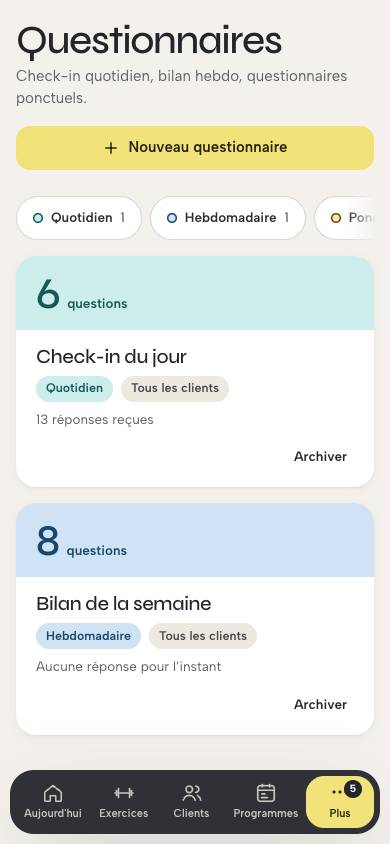 Questionnaires
Check-in quotidien, bilan hebdo, questionnaires
ponctuels.
+ Nouveau questionnaire
Quotidien 1
Hebdomadaire 1
6 questions
Check-in du jour
Quotidien
Tous les clients
13 réponses reçues
Archiver
8 questions
Bilan de la semaine
Hebdomadaire
Tous les clients
Aucune réponse pour l'instant
Archiver
5
Aujourd'hui
Exercices
Clients
Programmes
Plus